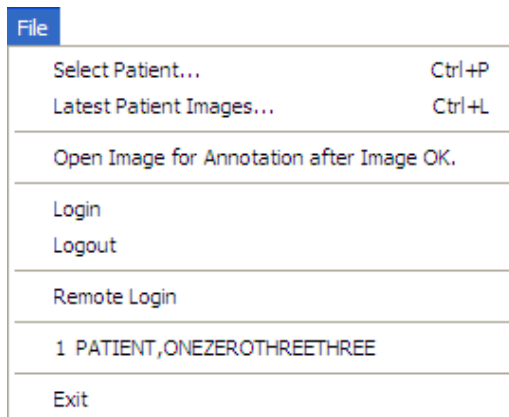 File
Select Patient... Ctrl+P
Latest Patient Images... Ctrl+L
Open Image for Annotation after Image OK.
Login
Logout
Remote Login
1 PATIENT,ONEZEROTHREETHREE
Exit